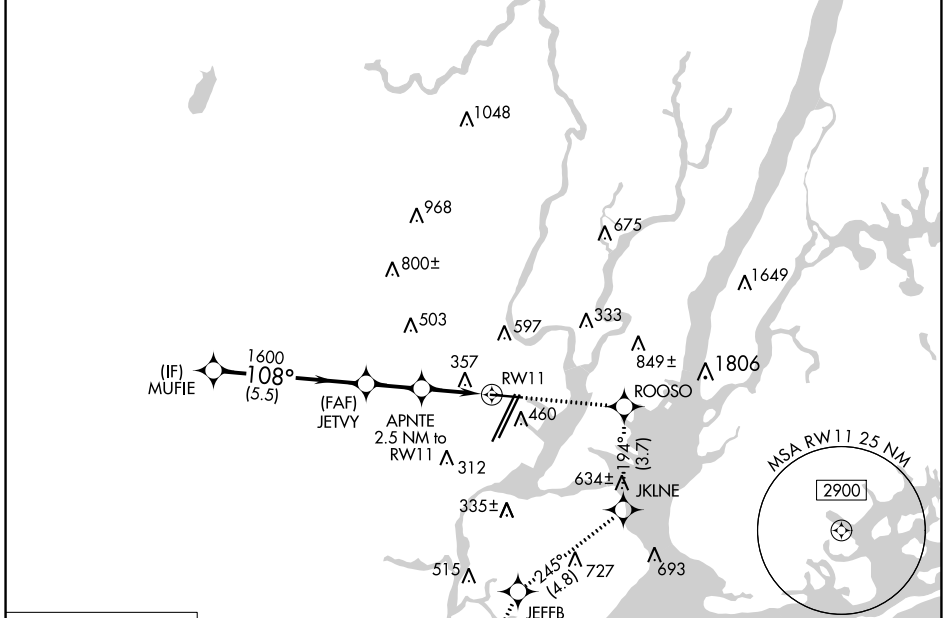 1048
968
675
800±
1649
503
597
333
849±
1806
(IF)
MUFIE
1600
108°
(5.5)
357
RW11
ROOSO
(FAF)
JETVY
APNTE
2.5 NM to
RW11
460
312
194°
(3.7)
634±
JKLNE
335±
MSA RW11 25 NM
2900
515
245°
(4.8)
727
693
JEFFB